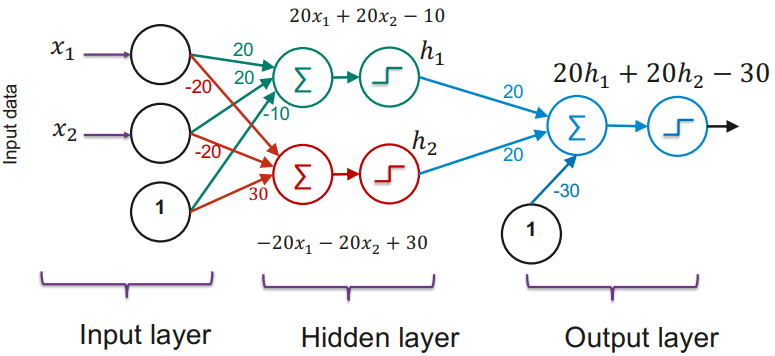 20x₁ + 20x₂ − 10
x₁
20
h₁
20
-20
20
20h₁ + 20h₂ − 30
Input data
x₂
-10
Σ
Σ
-20
h₂
20
1
30
Σ
-30
1
−20x₁ − 20x₂ + 30
Input layer
Hidden layer
Output layer